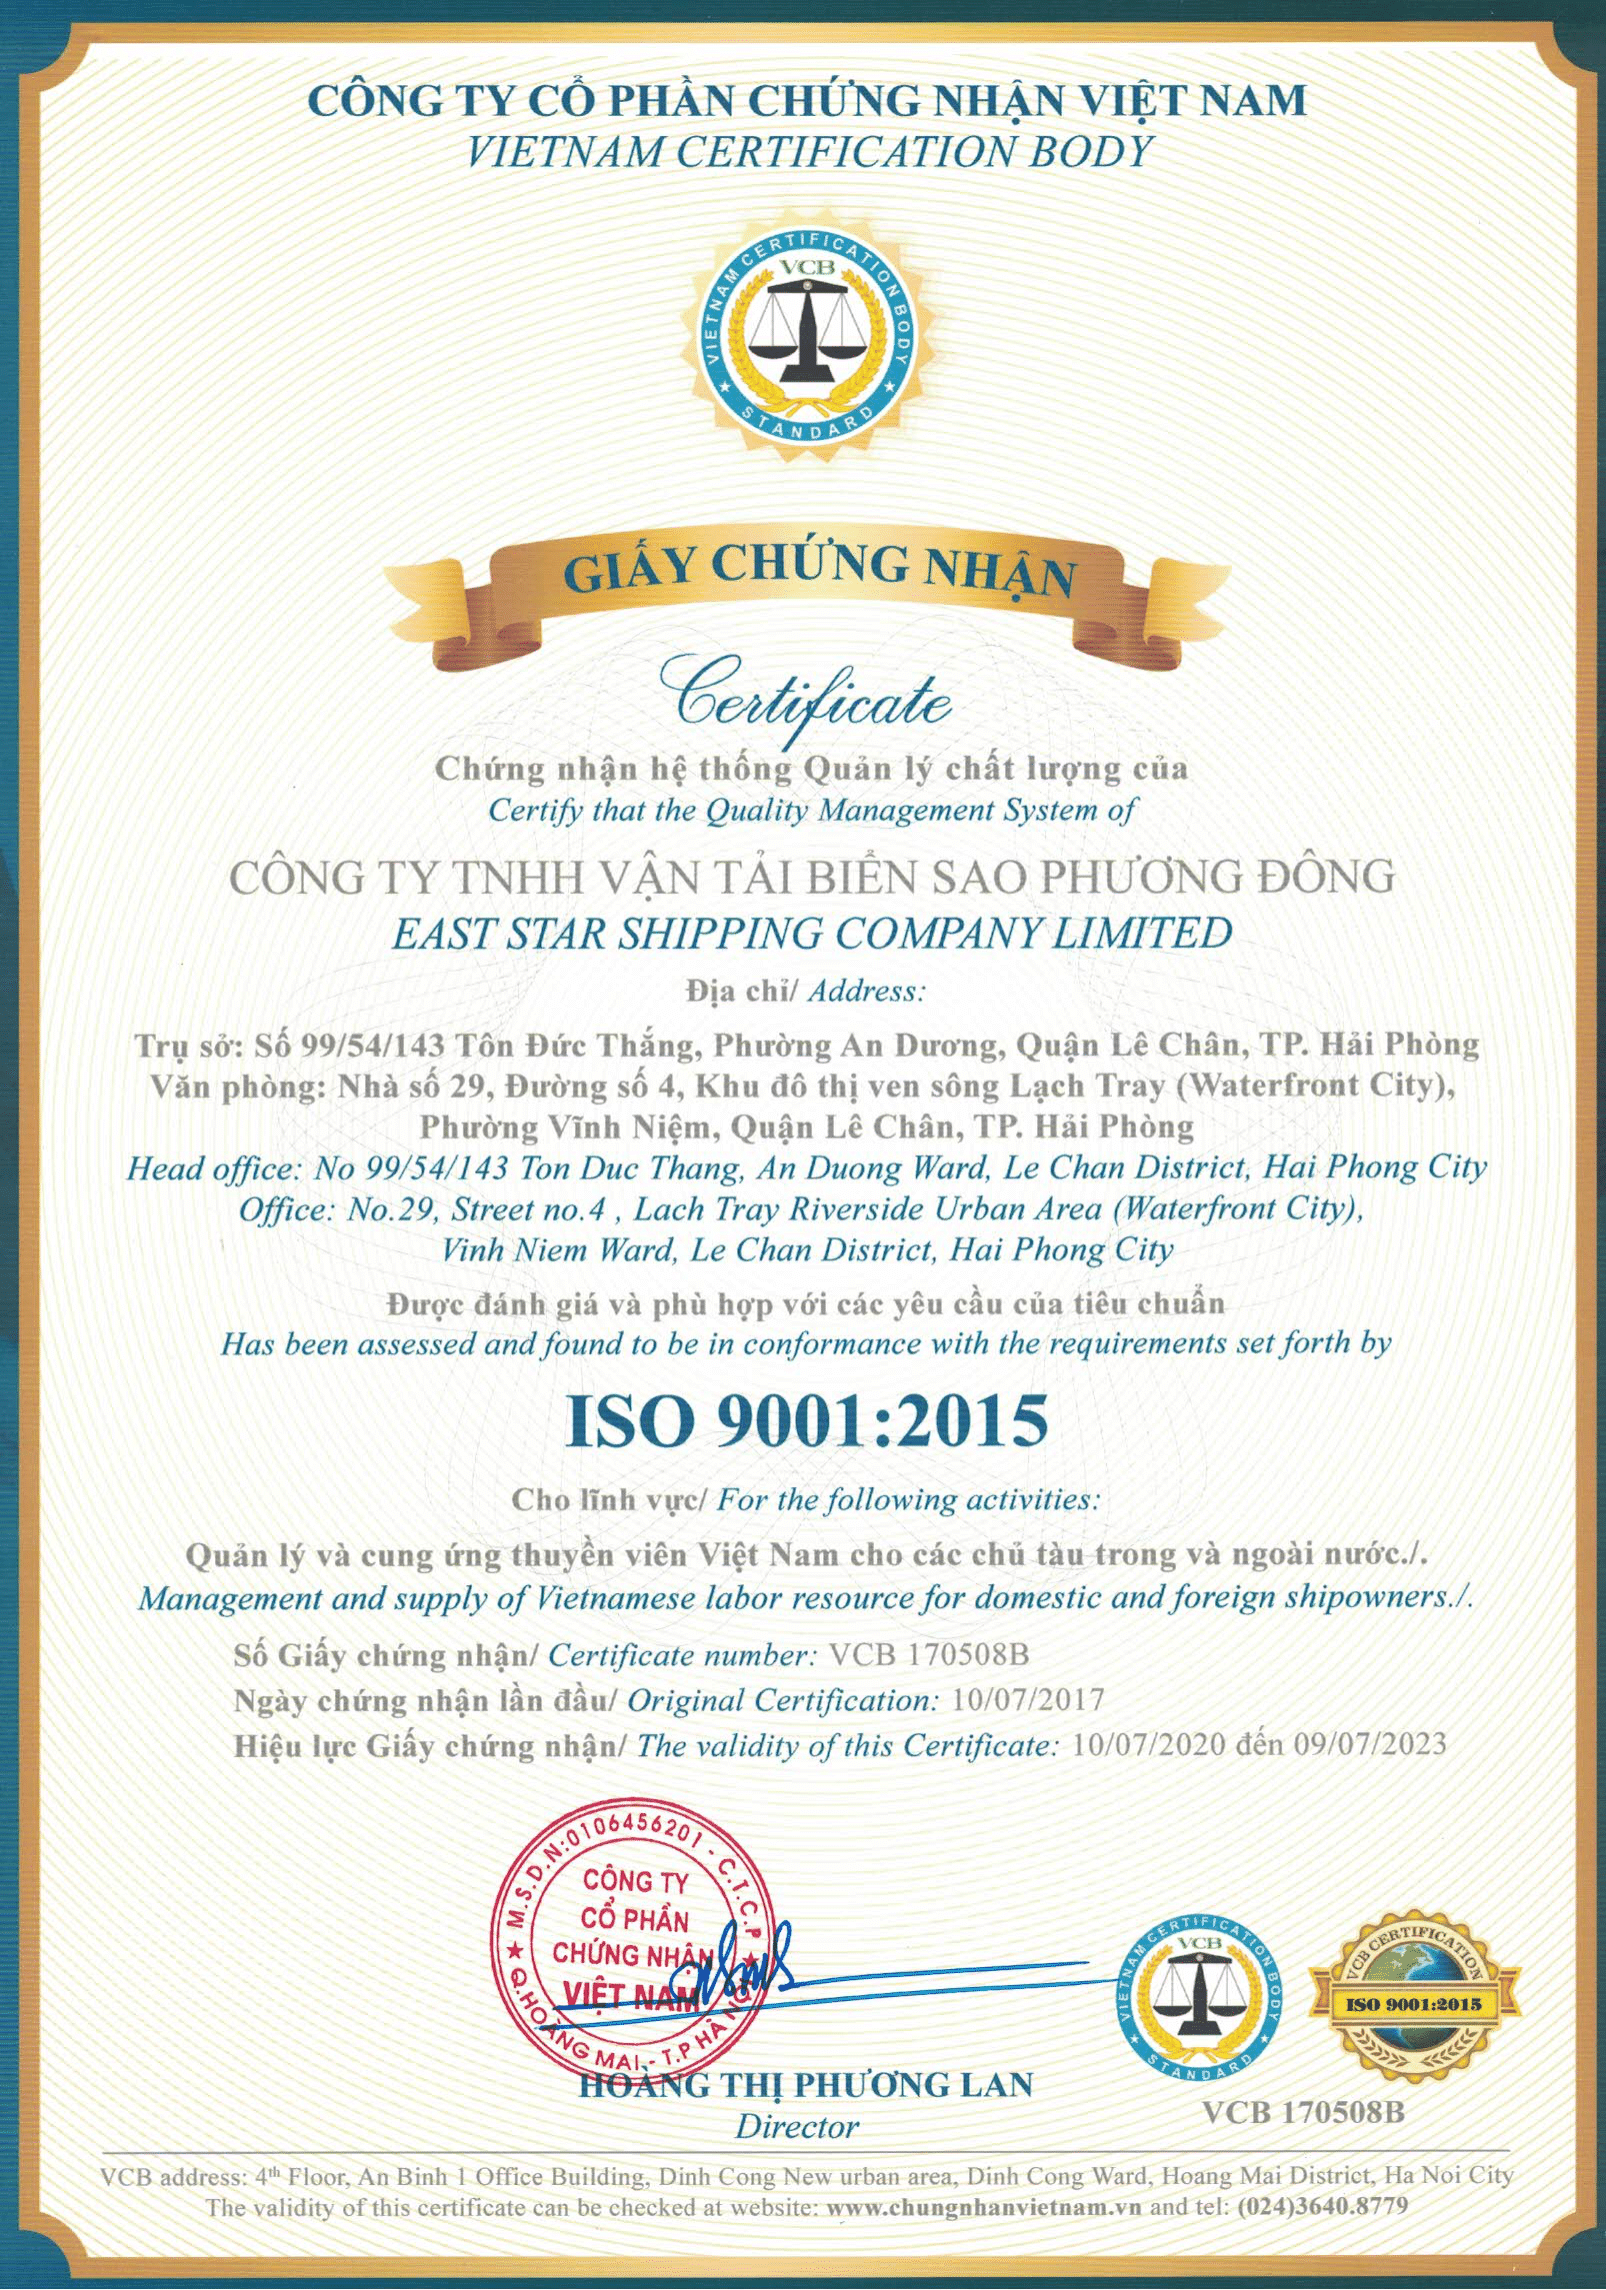 CÔNG TY CỔ PHẦN CHỨNG NHẬN VIỆT NAM
VIETNAM CERTIFICATION BODY
VIETNAM CERTIFICATION BODY
VCB
★ STANDARD ★
GIẤY CHỨNG NHẬN
Certificate
Chứng nhận hệ thống Quản lý chất lượng của
Certify that the Quality Management System of
CÔNG TY TNHH VẬN TẢI BIỂN SAO PHƯƠNG ĐÔNG
EAST STAR SHIPPING COMPANY LIMITED
Địa chỉ/ Address:
Trụ sở: Số 99/54/143 Tôn Đức Thắng, Phường An Dương, Quận Lê Chân, TP. Hải Phòng
Văn phòng: Nhà số 29, Đường số 4, Khu đô thị ven sông Lạch Tray (Waterfront City),
Phường Vĩnh Niệm, Quận Lê Chân, TP. Hải Phòng
Head office: No 99/54/143 Ton Duc Thang, An Duong Ward, Le Chan District, Hai Phong City
Office: No.29, Street no.4 , Lach Tray Riverside Urban Area (Waterfront City),
Vinh Niem Ward, Le Chan District, Hai Phong City
Được đánh giá và phù hợp với các yêu cầu của tiêu chuẩn
Has been assessed and found to be in conformance with the requirements set forth by
ISO 9001:2015
Cho lĩnh vực/ For the following activities:
Quản lý và cung ứng thuyền viên Việt Nam cho các chủ tàu trong và ngoài nước./.
Management and supply of Vietnamese labor resource for domestic and foreign shipowners./.
Số Giấy chứng nhận/ Certificate number: VCB 170508B
Ngày chứng nhận lần đầu/ Original Certification: 10/07/2017
Hiệu lực Giấy chứng nhận/ The validity of this Certificate: 10/07/2020 đến 09/07/2023
M.S.D.N:0106456201 - C.T.C.P
CÔNG TY
CỔ PHẦN
CHỨNG NHẬN
VIỆT NAM
★ Q.HOÀNG MAI - T.P HÀ NỘI ★
VIETNAM CERTIFICATION BODY
VCB
★ STANDARD ★
VCB CERTIFICATION
ISO 9001:2015
HOÀNG THỊ PHƯƠNG LAN
Director
VCB 170508B
VCB address: 4th Floor, An Binh 1 Office Building, Dinh Cong New urban area, Dinh Cong Ward, Hoang Mai District, Ha Noi City
The validity of this certificate can be checked at website: www.chungnhanvietnam.vn and tel: (024)3640.8779